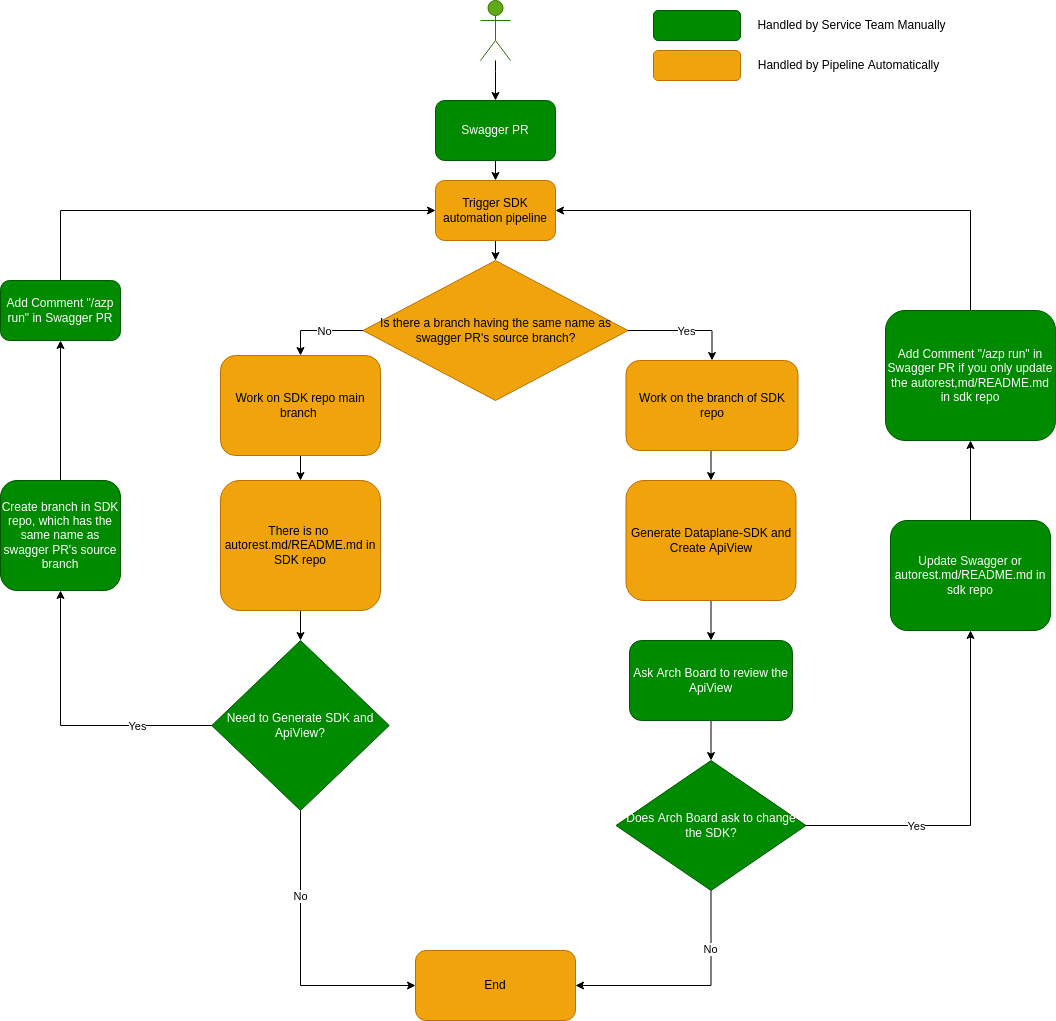 Handled by Service Team Manually
Handled by Pipeline Automatically
Swagger PR
Trigger SDK
automation pipeline
Add Comment "/azp
run" in Swagger PR
Is there a branch having the same name as
swagger PR's source branch?
No
Yes
Add Comment "/azp run" in
Swagger PR if you only update
the autorest,md/README.md
in sdk repo
Work on SDK repo main
branch
Work on the branch of SDK
repo
Create branch in SDK
repo, which has the
same name as
swagger PR's source
branch
There is no
autorest.md/README.md in
SDK repo
Generate Dataplane-SDK and
Create ApiView
Update Swagger or
autorest.md/README.md in
sdk repo
Ask Arch Board to review the
ApiView
Need to Generate SDK and
ApiView?
Yes
Does Arch Board ask to change
the SDK?
Yes
No
No
End